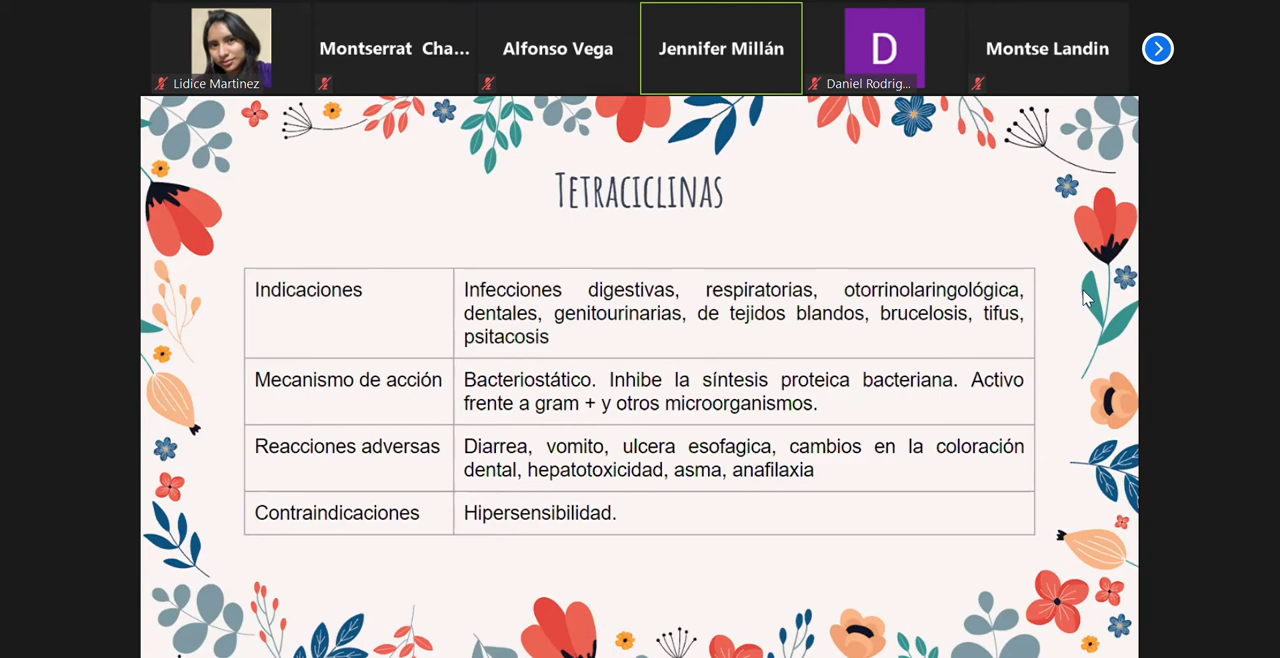 Montserrat Cha...
Alfonso Vega
Jennifer Millán
D
Montse Landin
Lidice Martinez
Daniel Rodrig...
TETRACICLINAS
Indicaciones
Infecciones digestivas, respiratorias, otorrinolaringológica,
dentales, genitourinarias, de tejidos blandos, brucelosis, tifus,
psitacosis
Mecanismo de acción
Bacteriostático. Inhibe la síntesis proteica bacteriana. Activo
frente a gram + y otros microorganismos.
Reacciones adversas
Diarrea, vomito, ulcera esofagica, cambios en la coloración
dental, hepatotoxicidad, asma, anafilaxia
Contraindicaciones
Hipersensibilidad.